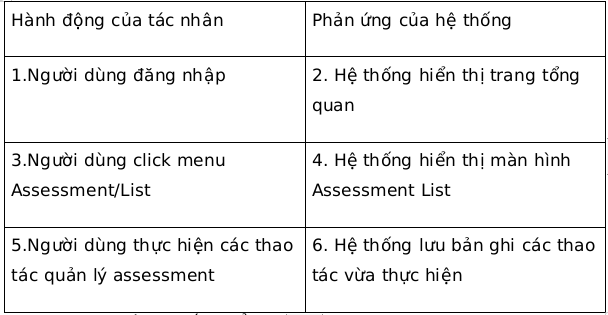 Hành động của tác nhân
Phản ứng của hệ thống
1.Người dùng đăng nhập
2. Hệ thống hiển thị trang tổng
quan
3.Người dùng click menu
Assessment/List
4. Hệ thống hiển thị màn hình
Assessment List
5.Người dùng thực hiện các thao
tác quản lý assessment
6. Hệ thống lưu bản ghi các thao
tác vừa thực hiện